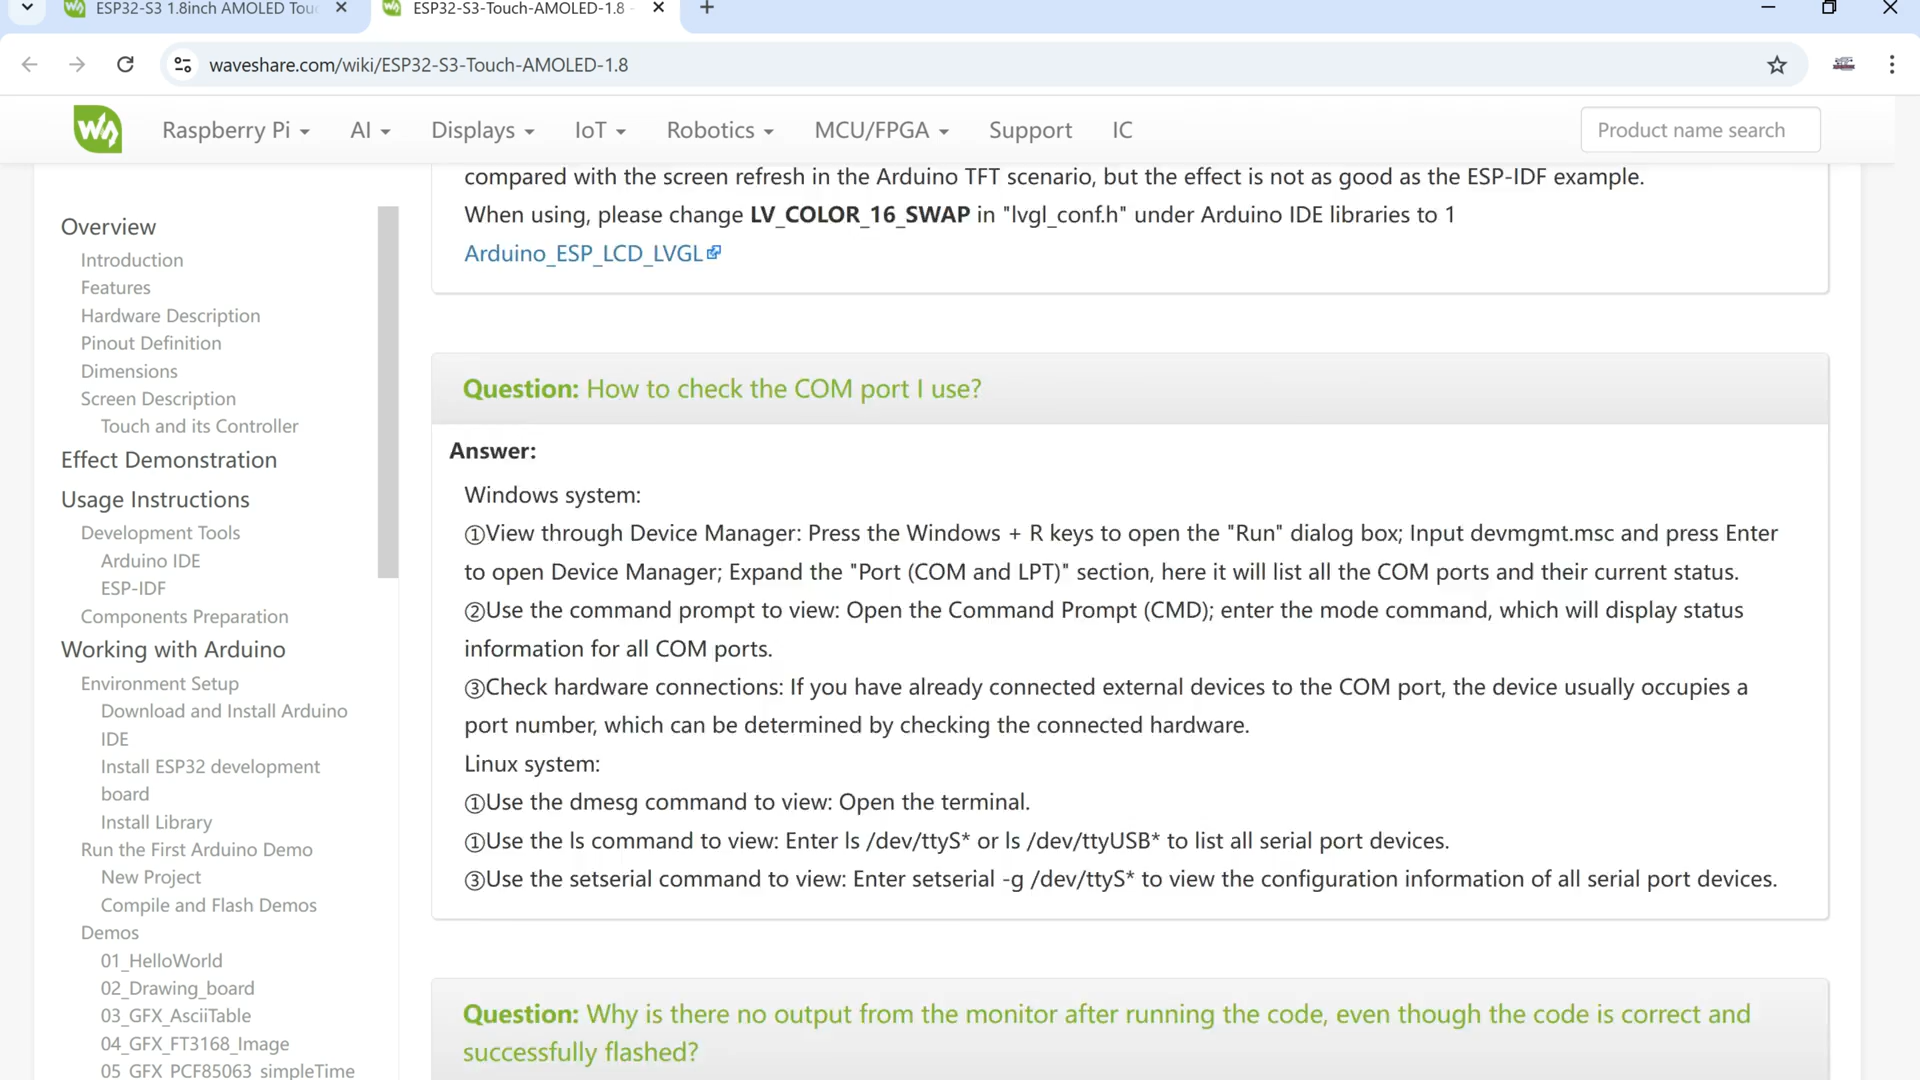 ESP32-S3 1.8inch AMOLED Touc
ESP32-S3-Touch-AMOLED-1.8 -
waveshare.com/wiki/ESP32-S3-Touch-AMOLED-1.8
Raspberry Pi
AI
Displays
IoT
Robotics
MCU/FPGA
Support
IC
Product name search
Overview
Introduction
Features
Hardware Description
Pinout Definition
Dimensions
Screen Description
Touch and its Controller
Effect Demonstration
Usage Instructions
Development Tools
Arduino IDE
ESP-IDF
Components Preparation
Working with Arduino
Environment Setup
Download and Install Arduino
IDE
Install ESP32 development
board
Install Library
Run the First Arduino Demo
New Project
Compile and Flash Demos
Demos
01_HelloWorld
02_Drawing_board
03_GFX_AsciiTable
04_GFX_FT3168_Image
05_GFX_PCF85063_simpleTime
compared with the screen refresh in the Arduino TFT scenario, but the effect is not as good as the ESP-IDF example.
When using, please change LV_COLOR_16_SWAP in "lvgl_conf.h" under Arduino IDE libraries to 1
Arduino_ESP_LCD_LVGL
Question: How to check the COM port I use?
Answer:
Windows system:
①View through Device Manager: Press the Windows + R keys to open the "Run" dialog box; Input devmgmt.msc and press Enter
to open Device Manager; Expand the "Port (COM and LPT)" section, here it will list all the COM ports and their current status.
②Use the command prompt to view: Open the Command Prompt (CMD); enter the mode command, which will display status
information for all COM ports.
③Check hardware connections: If you have already connected external devices to the COM port, the device usually occupies a
port number, which can be determined by checking the connected hardware.
Linux system:
①Use the dmesg command to view: Open the terminal.
①Use the ls command to view: Enter ls /dev/ttyS* or ls /dev/ttyUSB* to list all serial port devices.
③Use the setserial command to view: Enter setserial -g /dev/ttyS* to view the configuration information of all serial port devices.
Question: Why is there no output from the monitor after running the code, even though the code is correct and
successfully flashed?